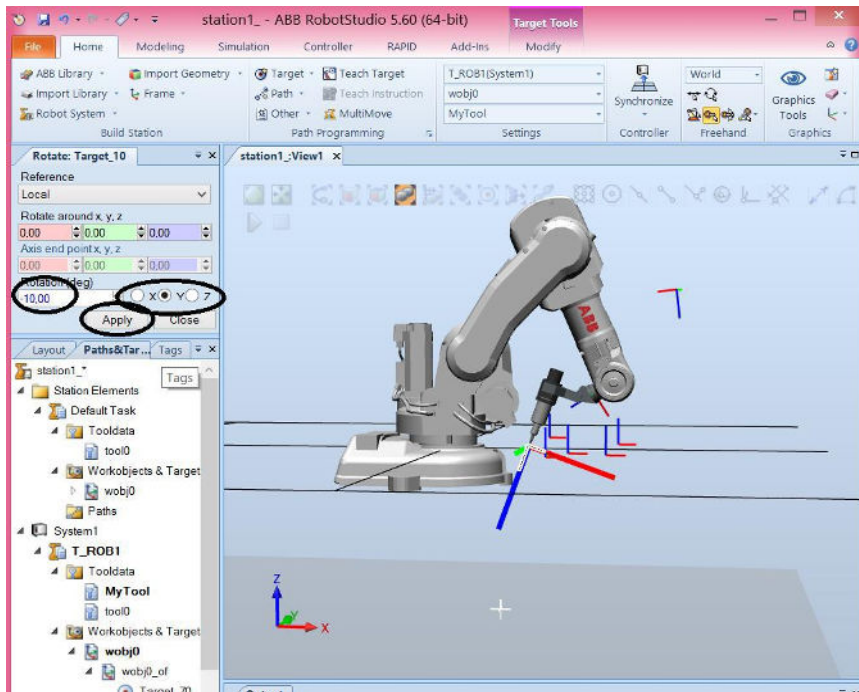 station1_ - ABB RobotStudio 5.60 (64-bit)
Target Tools
File Home Modeling Simulation Controller RAPID Add-Ins Modify
ABB Library Import Geometry Target Teach Target T_ROB1(System1) World
Import Library Frame Path Teach Instruction wobj0 Synchronize Graphics Tools
Robot System Other MultiMove MyTool
Build Station Path Programming Settings Controller Freehand Graphics
Rotate: Target_10
station1_:View1
Reference
Local
Rotate around x, y, z
0.00 0.00 0,00
Axis end point x, y, z
0,00 0.00 0,00
Rotation (deg)
-10,00 X Y Z
Apply Close
Layout Paths&Tar... Tags
station1_*
Tags
Station Elements
Default Task
Tooldata
tool0
Workobjects & Target
wobj0
Paths
System1
T_ROB1
Tooldata
MyTool
tool0
Workobjects & Target
wobj0
wobj0_of
Target_70
ABB
Z
Y
X